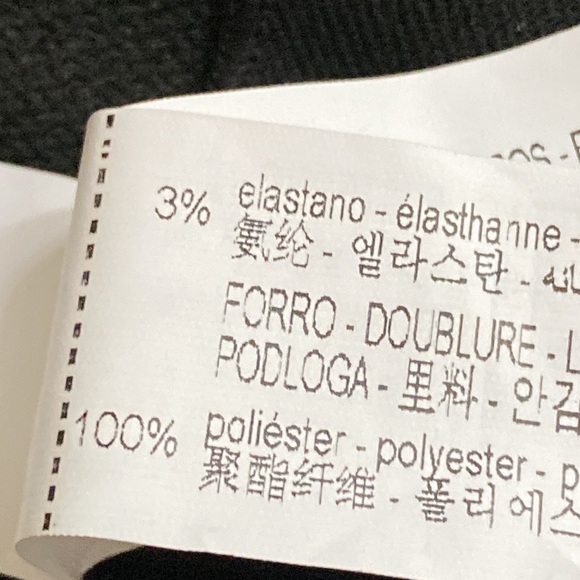 3% elastano - élasthanne -
氨纶 - 엘라스탄 -
FORRO - DOUBLURE -
PODLOGA - 里料 - 안감
100% poliéster - polyester -
聚酯纤维 - 폴리에스